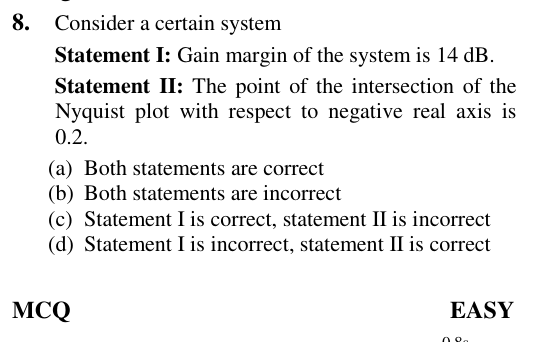 8. Consider a certain system
Statement I: Gain margin of the system is 14 dB.
Statement II: The point of the intersection of the
Nyquist plot with respect to negative real axis is
0.2.
(a) Both statements are correct
(b) Both statements are incorrect
(c) Statement I is correct, statement II is incorrect
(d) Statement I is incorrect, statement II is correct
MCQ EASY